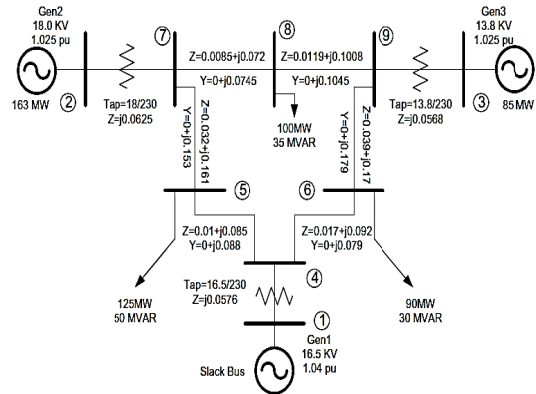 Gen2
18.0 KV
1.025 pu
163 MW
②
Tap=18/230
Z=j0.0625
⑦
Z=0.0085+j0.072
Y=0+j0.0745
⑧
100MW
35 MVAR
Z=0.0119+j0.1008
Y=0+j0.1045
⑨
Tap=13.8/230
Z=j0.0568
Gen3
13.8 KV
1.025 pu
③
85MW
Z=0.032+j0.161
Y=0+j0.153
Z=0.039+j0.17
Y=0+j0.179
⑤
⑥
Z=0.01+j0.085
Y=0+j0.088
Z=0.017+j0.092
Y=0+j0.079
125MW
50 MVAR
90MW
30 MVAR
④
Tap=16.5/230
Z=j0.0576
①
Gen1
16.5 KV
1.04 pu
Slack Bus